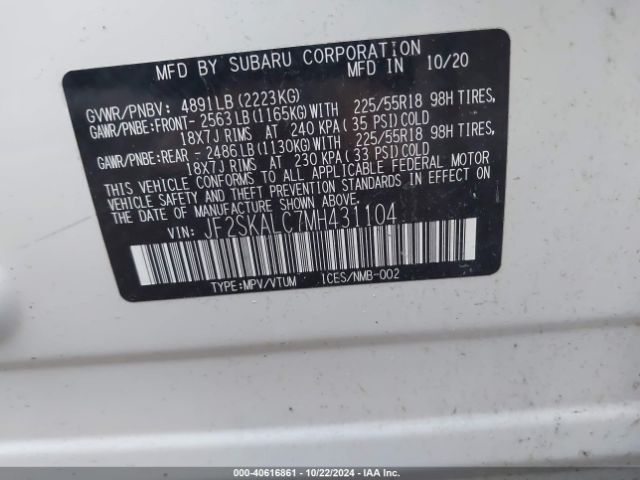 MFD BY SUBARU CORPORATION
MFD IN 10/20
GVWR/PNBV: 4891LB(2223KG)
GAWR/PNBE:FRONT- 2563LB(1165KG)WITH 225/55R18 98H TIRES,
18X7J RIMS AT 240 KPA(35 PSI)COLD
GAWR/PNBE:REAR - 2486LB(1130KG)WITH 225/55R18 98H TIRES,
18X7J RIMS AT 230 KPA(33 PSI)COLD
THIS VEHICLE CONFORMS TO ALL APPLICABLE FEDERAL MOTOR
VEHICLE SAFETY AND THEFT PREVENTION STANDARDS IN EFFECT ON
THE DATE OF MANUFACTURE SHOWN ABOVE.
VIN: JF2SKALC7MH431104
TYPE:MPV/VTUM ICES/NMB-002
000-40616861 - 10/22/2024 - IAA Inc.